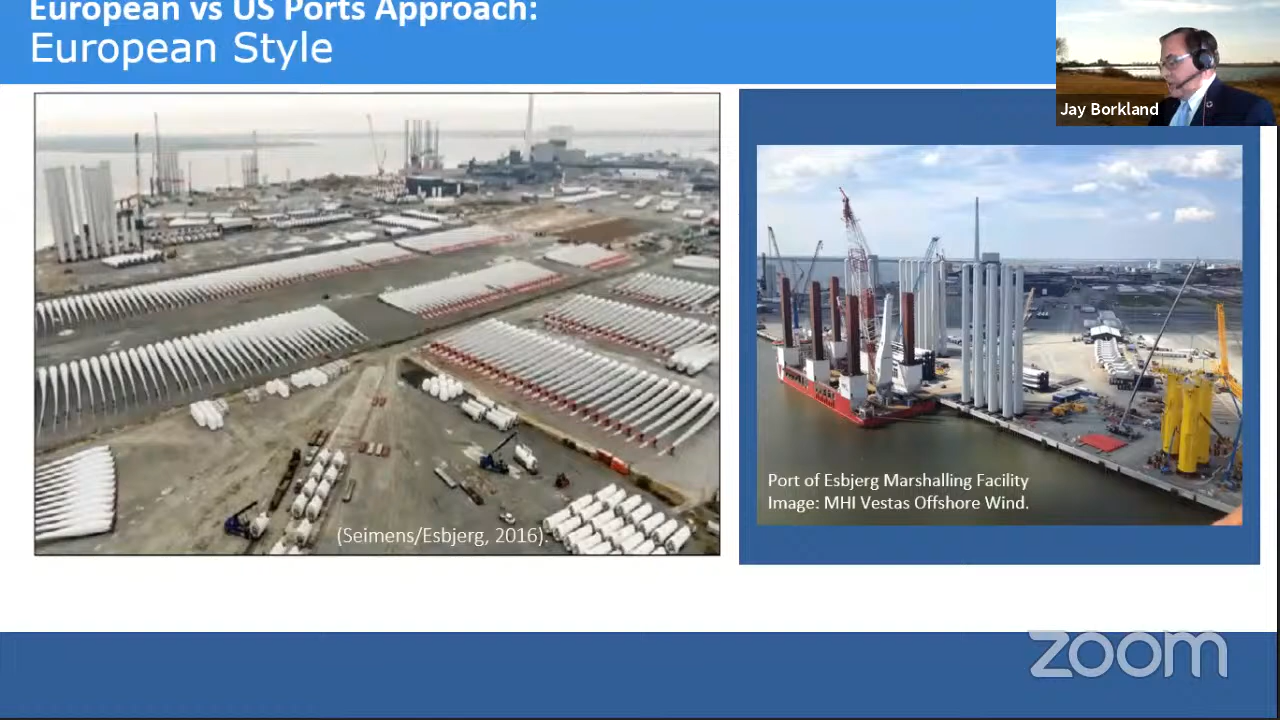 European vs US Ports Approach:
European Style
Jay Borkland
(Seimens/Esbjerg, 2016).
Port of Esbjerg Marshalling Facility
Image: MHI Vestas Offshore Wind.
zoom